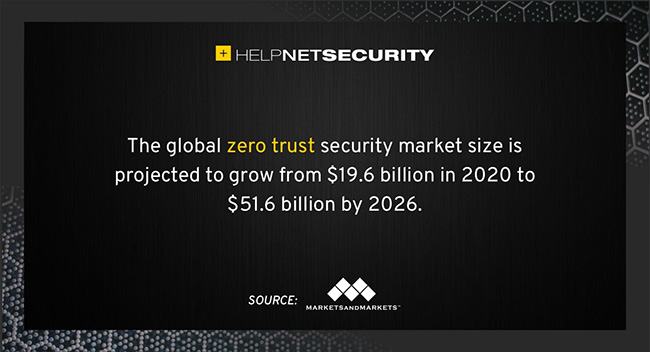 + HELPNETSECURITY
The global zero trust security market size is
projected to grow from $19.6 billion in 2020 to
$51.6 billion by 2026.
SOURCE: MARKETSANDMARKETS™